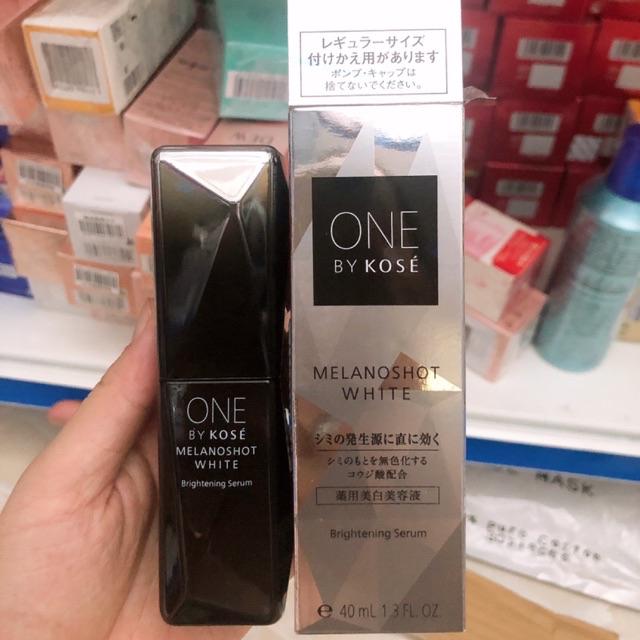 レギュラーサイズ
付けかえ用があります
ポンプ・キャップは
捨てないでください。
ONE
BY KOSÉ
MELANOSHOT
WHITE
シミの発生源に直に効く
シミのもとを無色化する
コウジ酸配合
薬用美白美容液
Brightening Serum
e 40 mL 1.3 FL. OZ.
ONE
BY KOSÉ
MELANOSHOT
WHITE
Brightening Serum
MASK